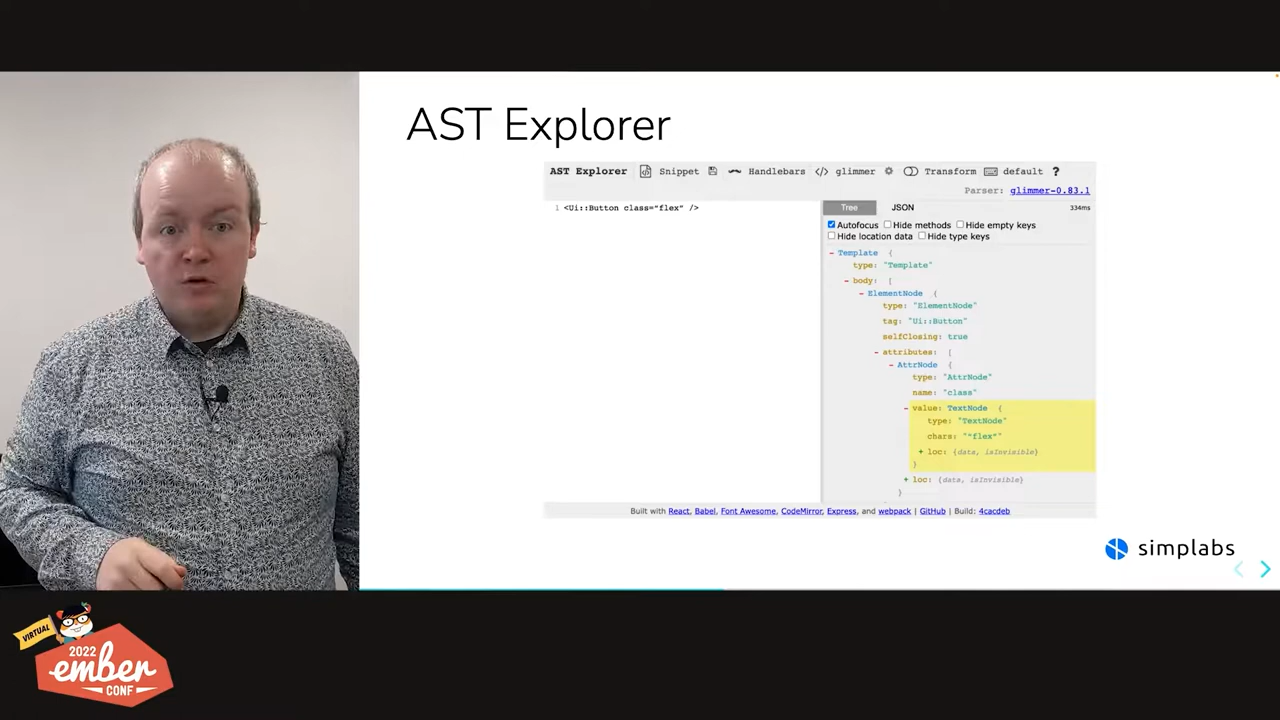 AST Explorer
AST Explorer Snippet Handlebars </> glimmer Transform default ?
Parser: glimmer-0.83.1
1 <Ui::Button class="flex" />
Tree JSON 334ms
Autofocus Hide methods Hide empty keys
Hide location data Hide type keys
- Template {
type: "Template"
- body: [
- ElementNode {
type: "ElementNode"
tag: "Ui::Button"
selfClosing: true
- attributes: [
- AttrNode {
type: "AttrNode"
name: "class"
- value: TextNode {
type: "TextNode"
chars: "flex"
+ loc: {data, isInvisible}
}
+ loc: {data, isInvisible}
}
Built with React, Babel, Font Awesome, CodeMirror, Express, and webpack | GitHub | Build: 4cacdeb
simplabs
VIRTUAL
2022
ember
CONF